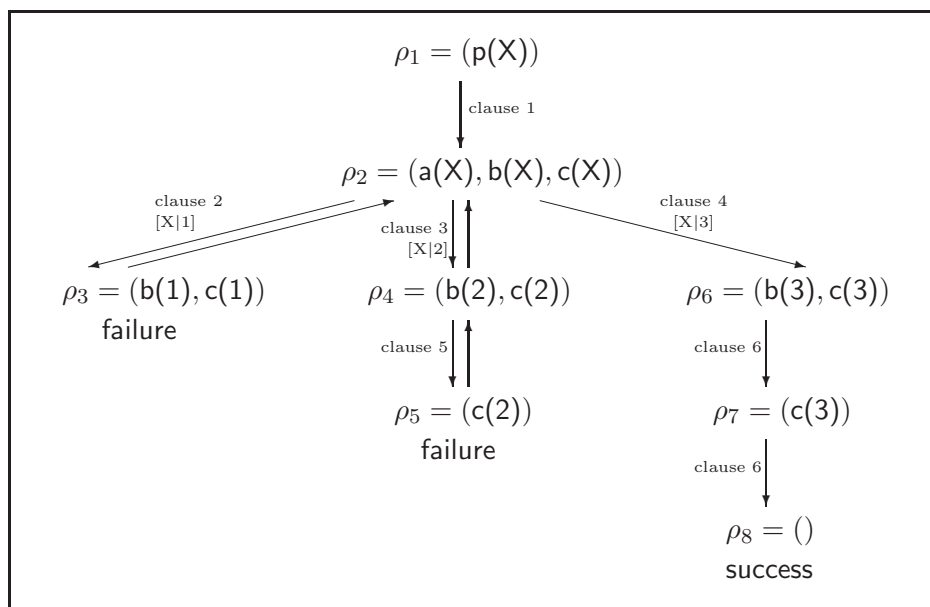 ρ1 = (p(X))
clause 1
ρ2 = (a(X), b(X), c(X))
clause 2
[X|1]
clause 3
[X|2]
clause 4
[X|3]
ρ3 = (b(1), c(1))
failure
ρ4 = (b(2), c(2))
ρ6 = (b(3), c(3))
clause 5
clause 6
ρ5 = (c(2))
failure
ρ7 = (c(3))
clause 6
ρ8 = ()
success